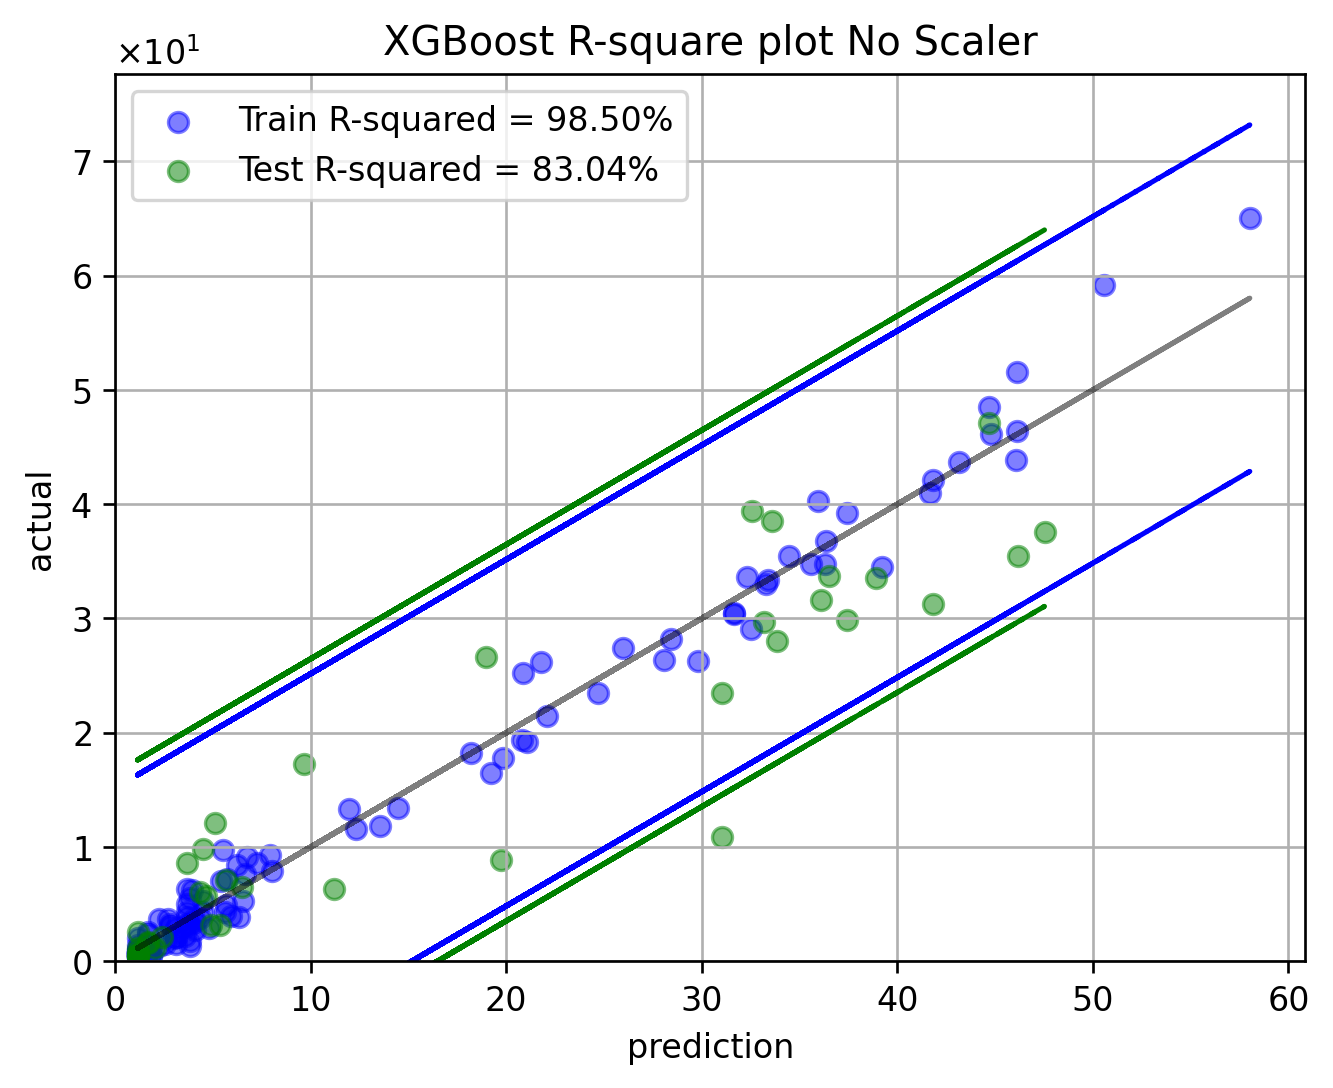 XGBoost R-square plot No Scaler
×10¹
Train R-squared = 98.50%
Test R-squared = 83.04%
7
6
5
4
3
2
1
0
actual
0 10 20 30 40 50 60
prediction